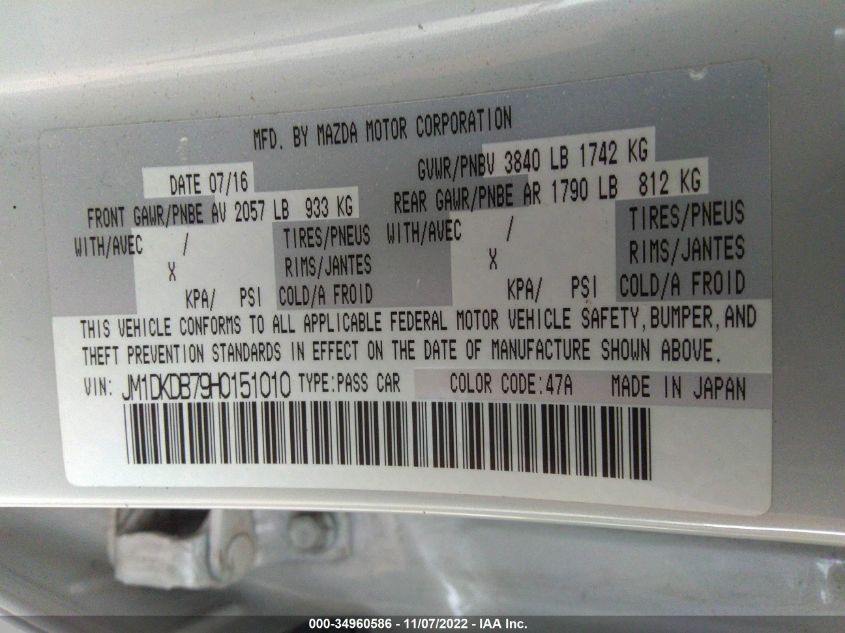 MFD. BY MAZDA MOTOR CORPORATION
DATE 07/16 GVWR/PNBV 3840 LB 1742 KG
FRONT GAWR/PNBE AV 2057 LB 933 KG REAR GAWR/PNBE AR 1790 LB 812 KG
WITH/AVEC / TIRES/PNEUS WITH/AVEC / TIRES/PNEUS
X RIMS/JANTES X RIMS/JANTES
KPA/ PSI COLD/A FROID KPA/ PSI COLD/A FROID
THIS VEHICLE CONFORMS TO ALL APPLICABLE FEDERAL MOTOR VEHICLE SAFETY, BUMPER, AND
THEFT PREVENTION STANDARDS IN EFFECT ON THE DATE OF MANUFACTURE SHOWN ABOVE.
VIN: JM1DKDB79H0151010 TYPE:PASS CAR COLOR CODE:47A MADE IN JAPAN
000-34960586 - 11/07/2022 - IAA Inc.